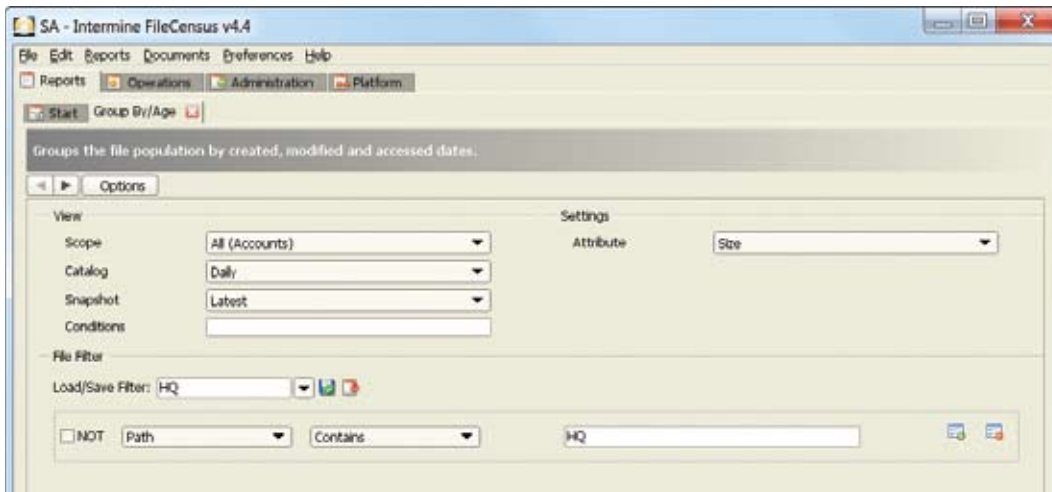 SA - Intermine FileCensus v4.4
File Edit Reports Documents Preferences Help
Reports Operations Administration Platform
Start Group By/Age
Groups the file population by created, modified and accessed dates.
Options
View Settings
Scope All (Accounts) Attribute Size
Catalog Daily
Snapshot Latest
Conditions
File Filter
Load/Save Filter: HQ
NOT Path Contains HQ